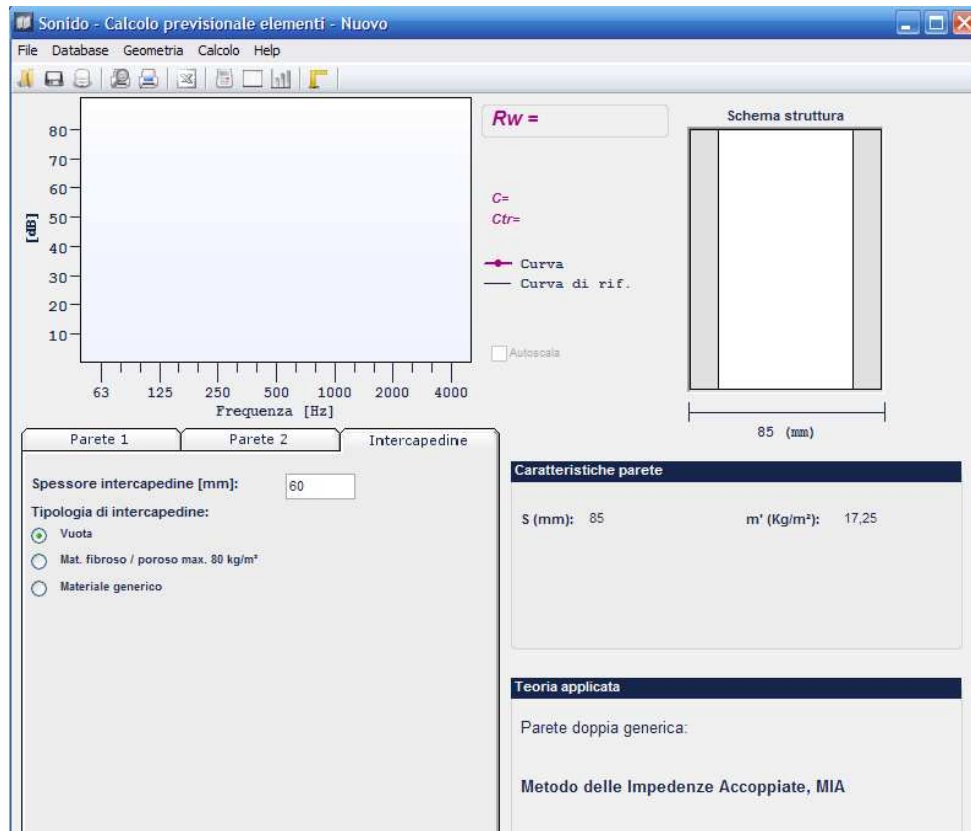 Sonido - Calcolo previsionale elementi - Nuovo
File Database Geometria Calcolo Help
80
70
60
50
40
30
20
10
[dB]
63 125 250 500 1000 2000 4000
Frequenza [Hz]
Rw =
C=
Ctr=
Curva
Curva di rif.
Autoscala
Schema struttura
85 (mm)
Parete 1 Parete 2 Intercapedine
Spessore intercapedine [mm]: 60
Tipologia di intercapedine:
Vuota
Mat. fibroso / poroso max. 80 kg/m²
Materiale generico
Caratteristiche parete
S (mm): 85 m' (Kg/m²): 17,25
Teoria applicata
Parete doppia generica:
Metodo delle Impedenze Accoppiate, MIA